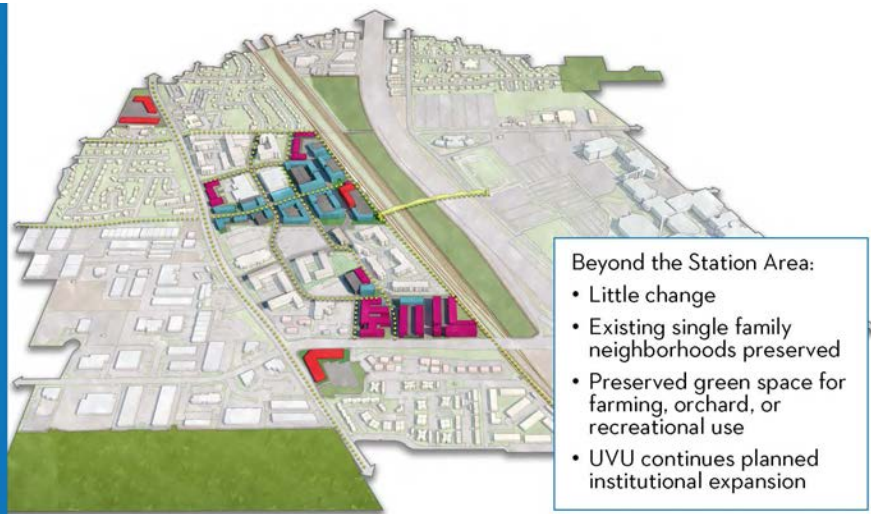 Beyond the Station Area:
• Little change
• Existing single family
neighborhoods preserved
• Preserved green space for
farming, orchard, or
recreational use
• UVU continues planned
institutional expansion